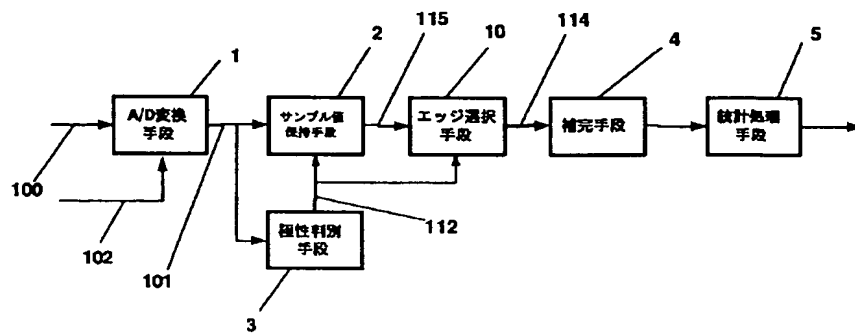 1
2
115
10
114
4
5
A/D変換
手段
サンプル値
保持手段
エッジ選択
手段
補完手段
統計処理
手段
100
102
101
極性判別
手段
112
3